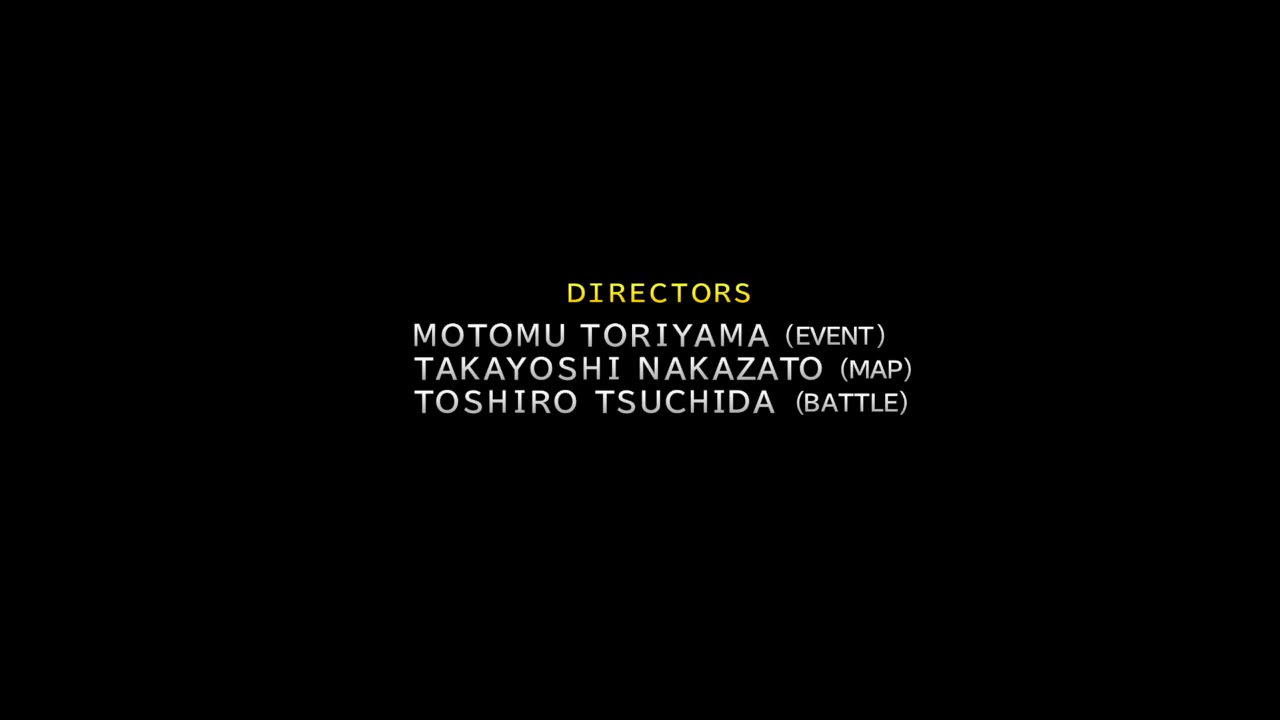 DIRECTORS
MOTOMU TORIYAMA (EVENT)
TAKAYOSHI NAKAZATO (MAP)
TOSHIRO TSUCHIDA (BATTLE)